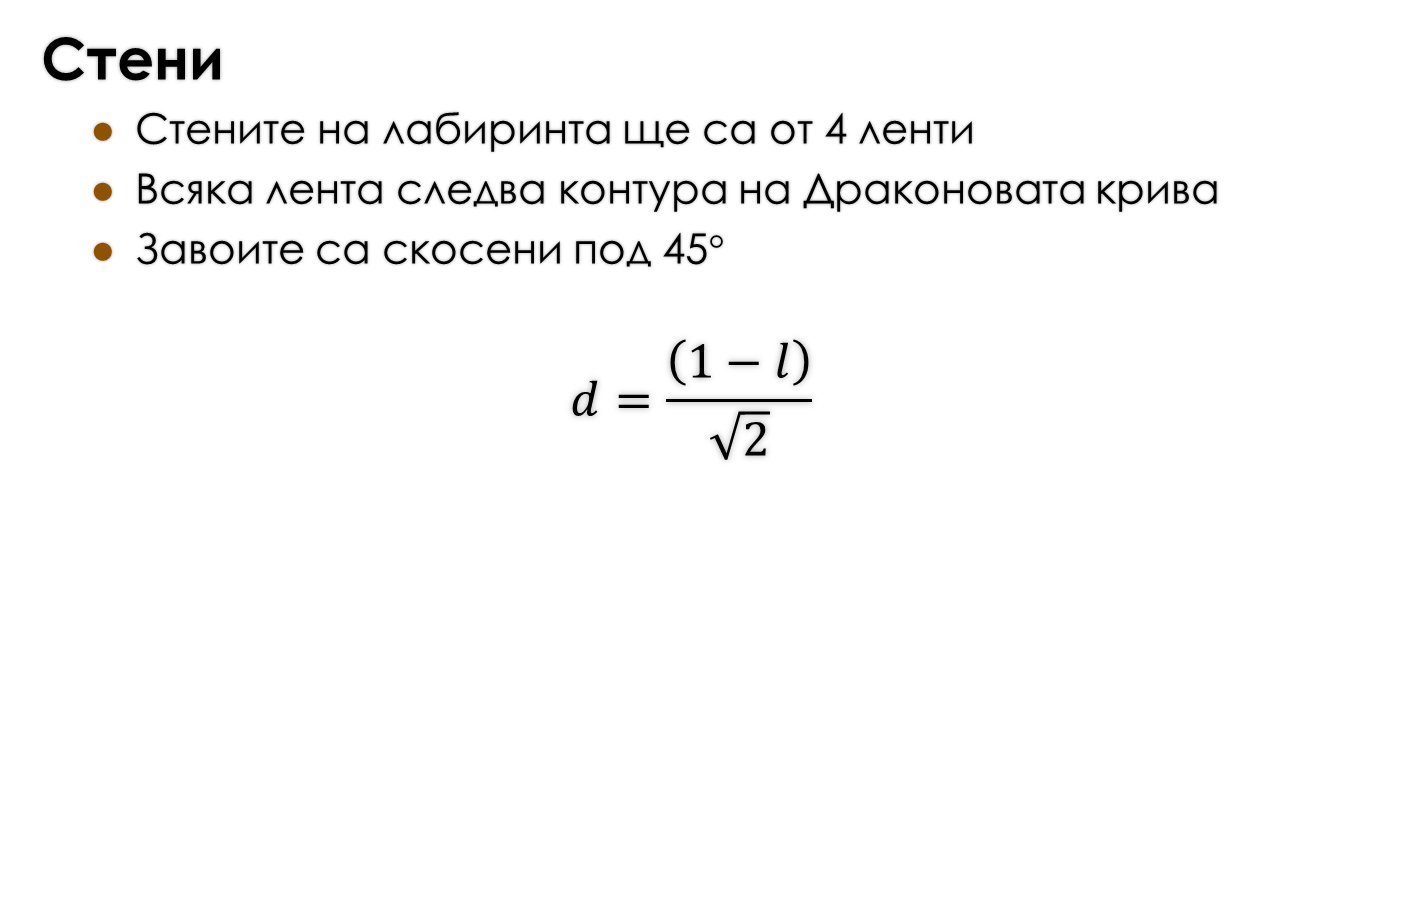 Стени
• Стените на лабиринта ще са от 4 ленти
• Всяка лента следва контура на Драконовата крива
• Завоите са скосени под 45°
d = (1 − l) / √2